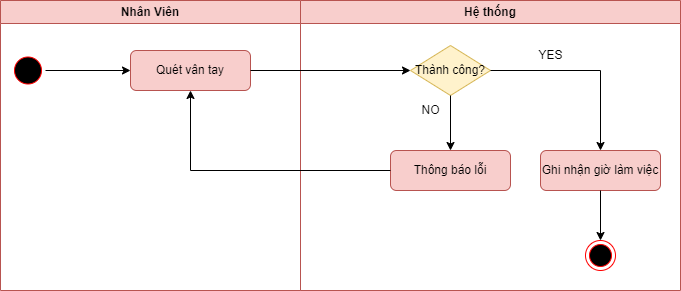 Nhân Viên
Hệ thống
Quét vân tay
Thành công?
YES
NO
Thông báo lỗi
Ghi nhận giờ làm việc